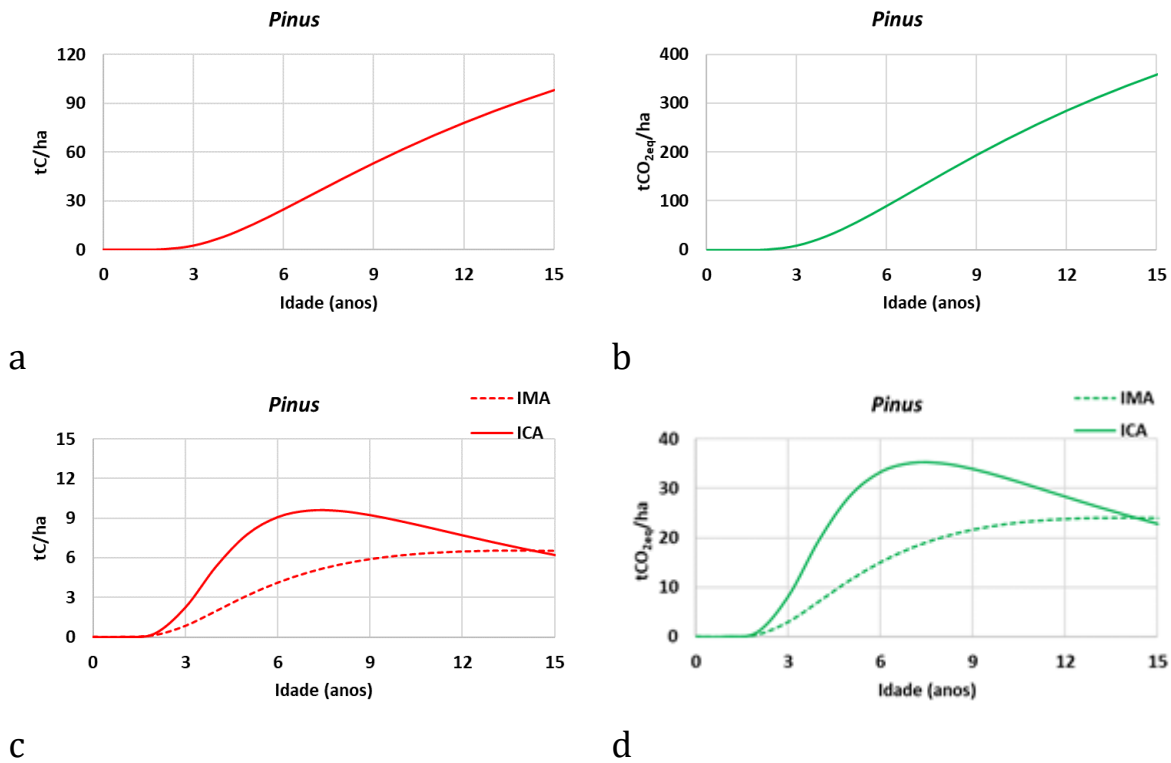 Pinus
tC/ha
120
90
60
30
0
0 3 6 9 12 15
Idade (anos)
a
Pinus
tCO2eq/ha
400
300
200
100
0
0 3 6 9 12 15
Idade (anos)
b
Pinus
IMA
ICA
tC/ha
15
12
9
6
3
0
0 3 6 9 12 15
Idade (anos)
c
Pinus
IMA
ICA
tCO2eq/ha
40
30
20
10
0
0 3 6 9 12 15
Idade (anos)
d